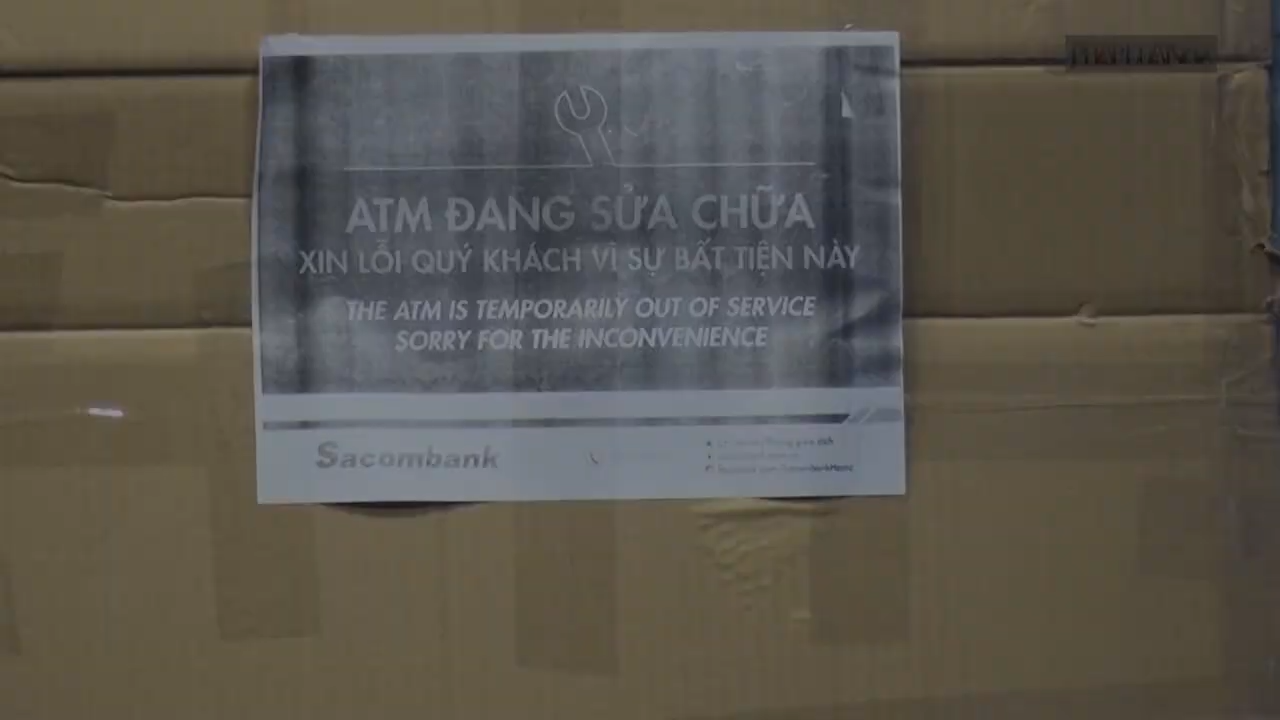 ATM ĐANG SỬA CHỮA
XIN LỖI QUÝ KHÁCH VÌ SỰ BẤT TIỆN NÀY
THE ATM IS TEMPORARILY OUT OF SERVICE
SORRY FOR THE INCONVENIENCE
Sacombank